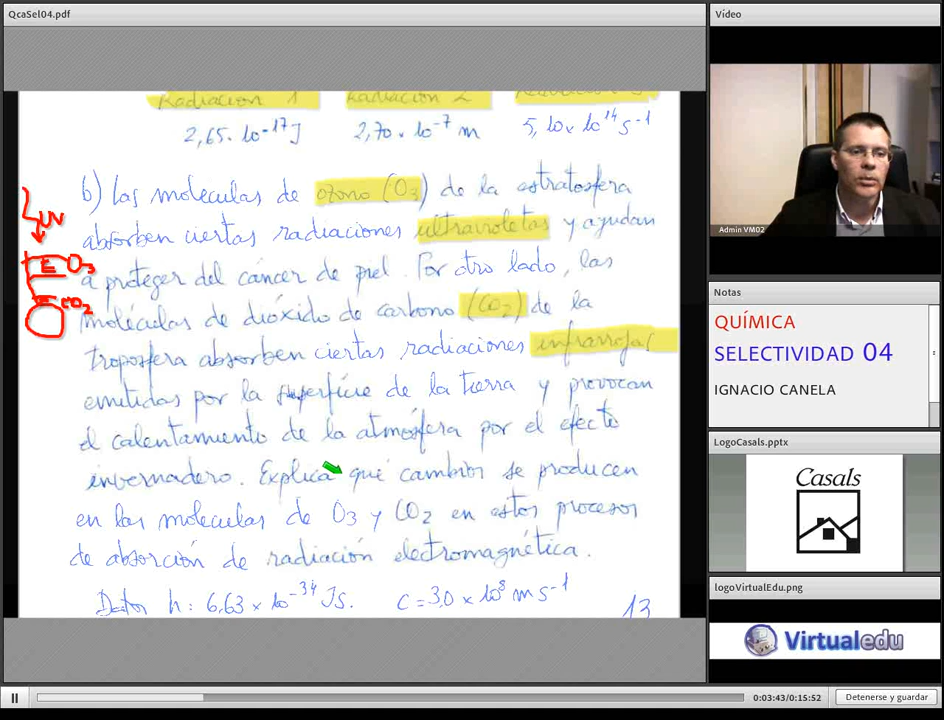 QcaSel04.pdf
Radiación 1 Radiación 2
2,65·10-17 J 2,70×10-7 m 5,10×10 14 s-1
b) Las moléculas de ozono (O3) de la estratosfera
absorben ciertas radiaciones ultravioletas y ayudan
a proteger del cáncer de piel. Por otro lado, las
moléculas de dióxido de carbono (CO2) de la
troposfera absorben ciertas radiaciones infrarrojas
emitidas por la superfície de la tierra y provocan
el calentamiento de la atmósfera por el efecto
invernadero. Explica qué cambios se producen
en las moleculas de O3 y CO2 en estos procesos
de absorción de radiación electromagnética.
Datos h: 6,63×10-34 Js. c = 3,0 × 10 8 m s-1
13
UV
E O3
CO2
Vídeo
Admin VM02
Notas
QUÍMICA
SELECTIVIDAD 04
IGNACIO CANELA
LogoCasals.pptx
Casals
logoVirtualEdu.png
Virtualedu
0:03:43/0:15:52
Detenerse y guardar